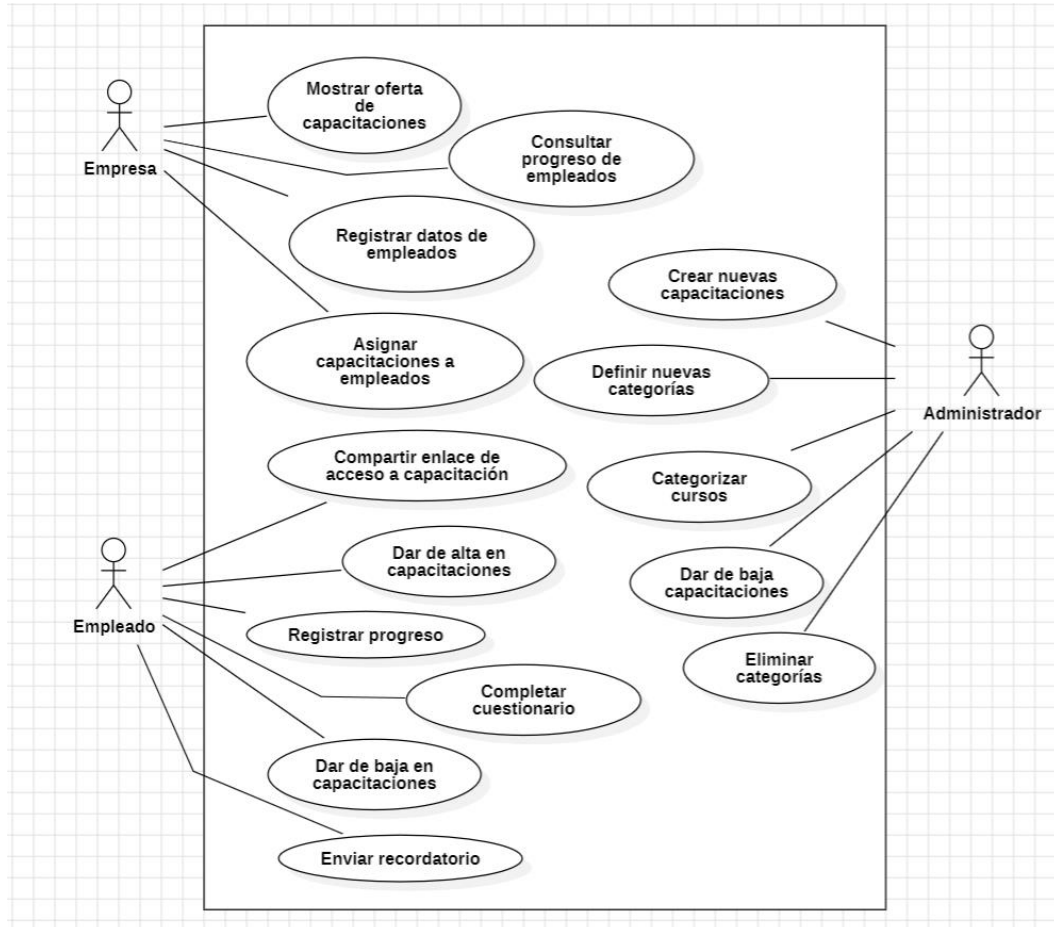 Mostrar oferta
de
capacitaciones
Empresa
Consultar
progreso de
empleados
Registrar datos de
empleados
Crear nuevas
capacitaciones
Asignar
capacitaciones a
empleados
Definir nuevas
categorías
Administrador
Compartir enlace de
acceso a capacitación
Categorizar
cursos
Dar de alta en
capacitaciones
Dar de baja
capacitaciones
Empleado
Registrar progreso
Eliminar
categorías
Completar
cuestionario
Dar de baja en
capacitaciones
Enviar recordatorio